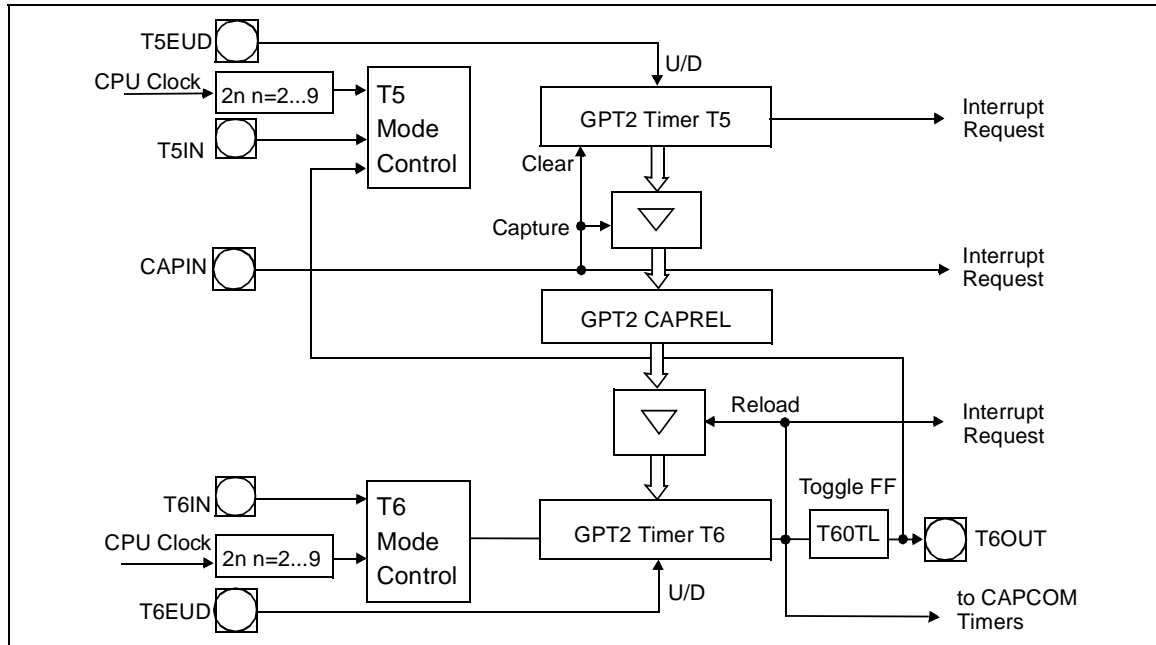 T5EUD
U/D
CPU Clock
2n n=2...9
T5
Mode
Control
GPT2 Timer T5
Interrupt
Request
T5IN
Clear
Capture
CAPIN
Interrupt
Request
GPT2 CAPREL
Reload
Interrupt
Request
Toggle FF
T6IN
T6
Mode
Control
GPT2 Timer T6
T60TL
T6OUT
CPU Clock
2n n=2...9
U/D
T6EUD
to CAPCOM
Timers